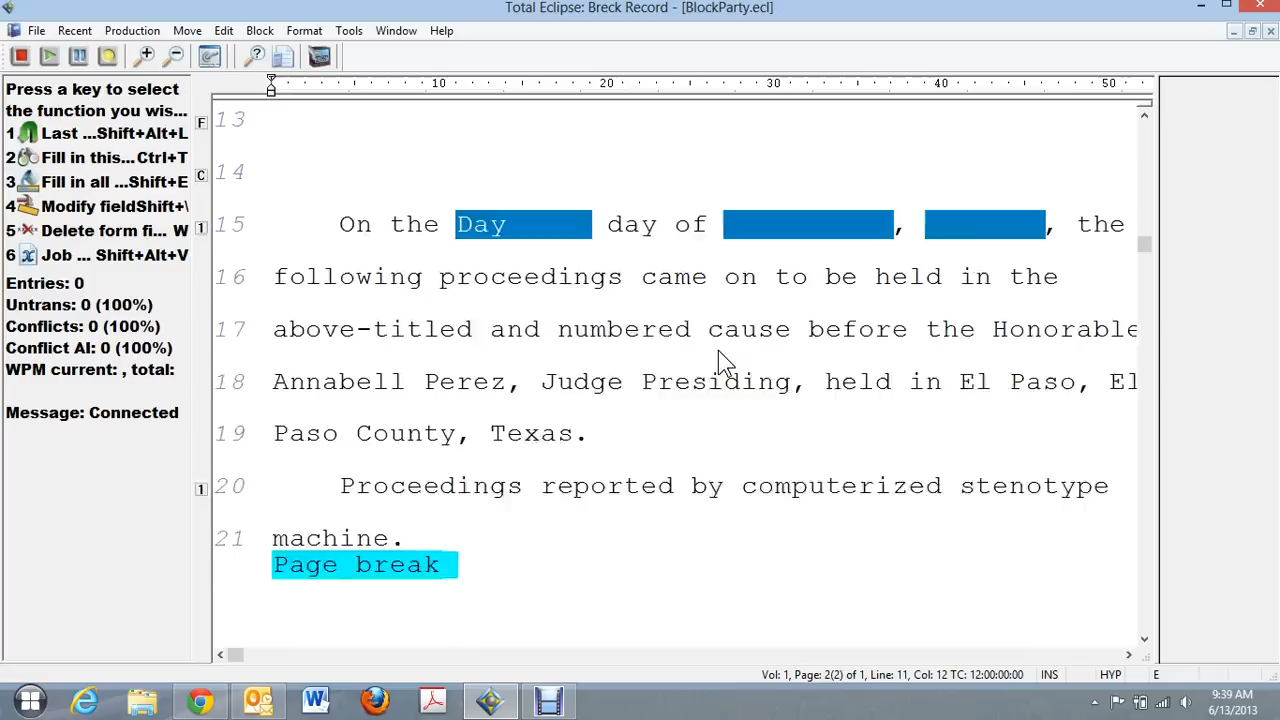 Total Eclipse: Breck Record - [BlockParty.ecl]
File Recent Production Move Edit Block Format Tools Window Help
Press a key to select
the function you wis...
1 Last ...Shift+Alt+L
2 Fill in this...Ctrl+T
3 Fill in all ...Shift+E
4 Modify fieldShift+\
5 Delete form fi... W
6 Job ... Shift+Alt+V
Entries: 0
Untrans: 0 (100%)
Conflicts: 0 (100%)
Conflict AI: 0 (100%)
WPM current: , total:
Message: Connected
10 20 30 40 50
F 13
C 14
1 15 On the Day day of , , the
16 following proceedings came on to be held in the
17 above-titled and numbered cause before the Honorable
18 Annabell Perez, Judge Presiding, held in El Paso, El
19 Paso County, Texas.
1 20 Proceedings reported by computerized stenotype
21 machine.
Page break
Vol: 1, Page: 2(2) of 1, Line: 11, Col: 12 TC: 12:00:00:00 INS HYP E
9:39 AM
6/13/2013